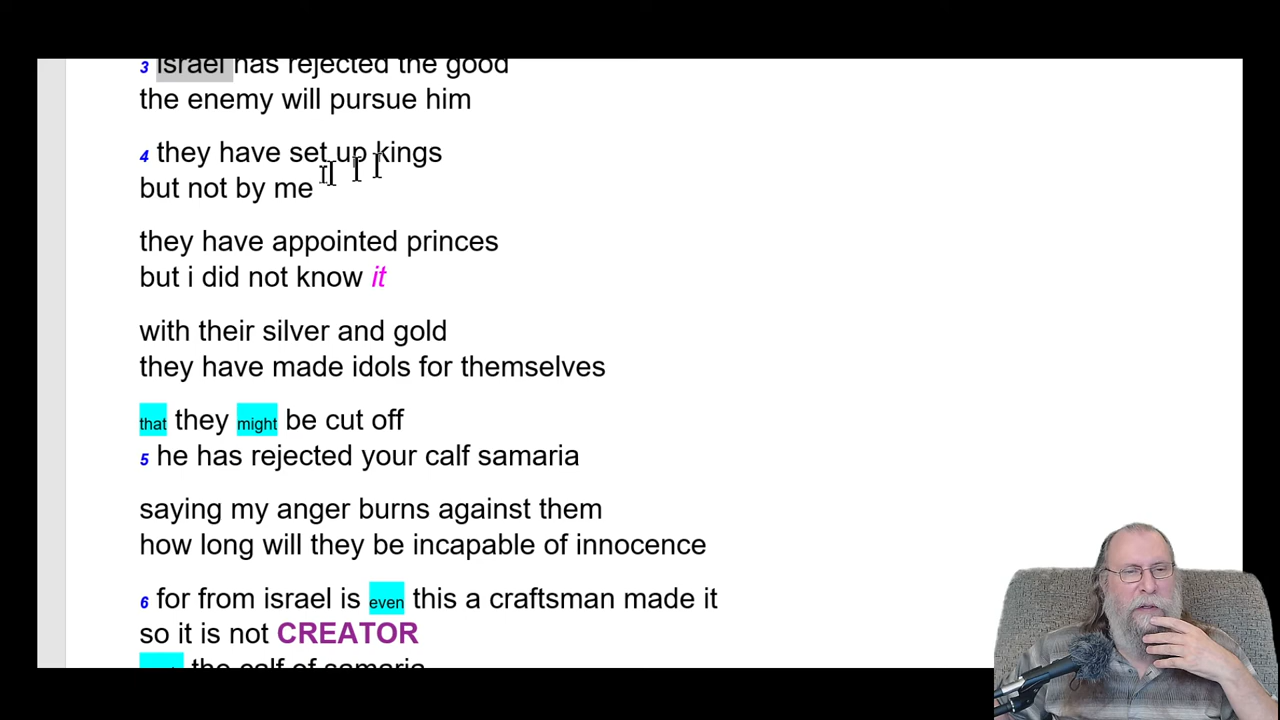 3 Israel has rejected the good
the enemy will pursue him
4 they have set up kings
but not by me
they have appointed princes
but i did not know it
with their silver and gold
they have made idols for themselves
that they might be cut off
5 he has rejected your calf samaria
saying my anger burns against them
how long will they be incapable of innocence
6 for from israel is even this a craftsman made it
so it is not CREATOR
the calf of samaria